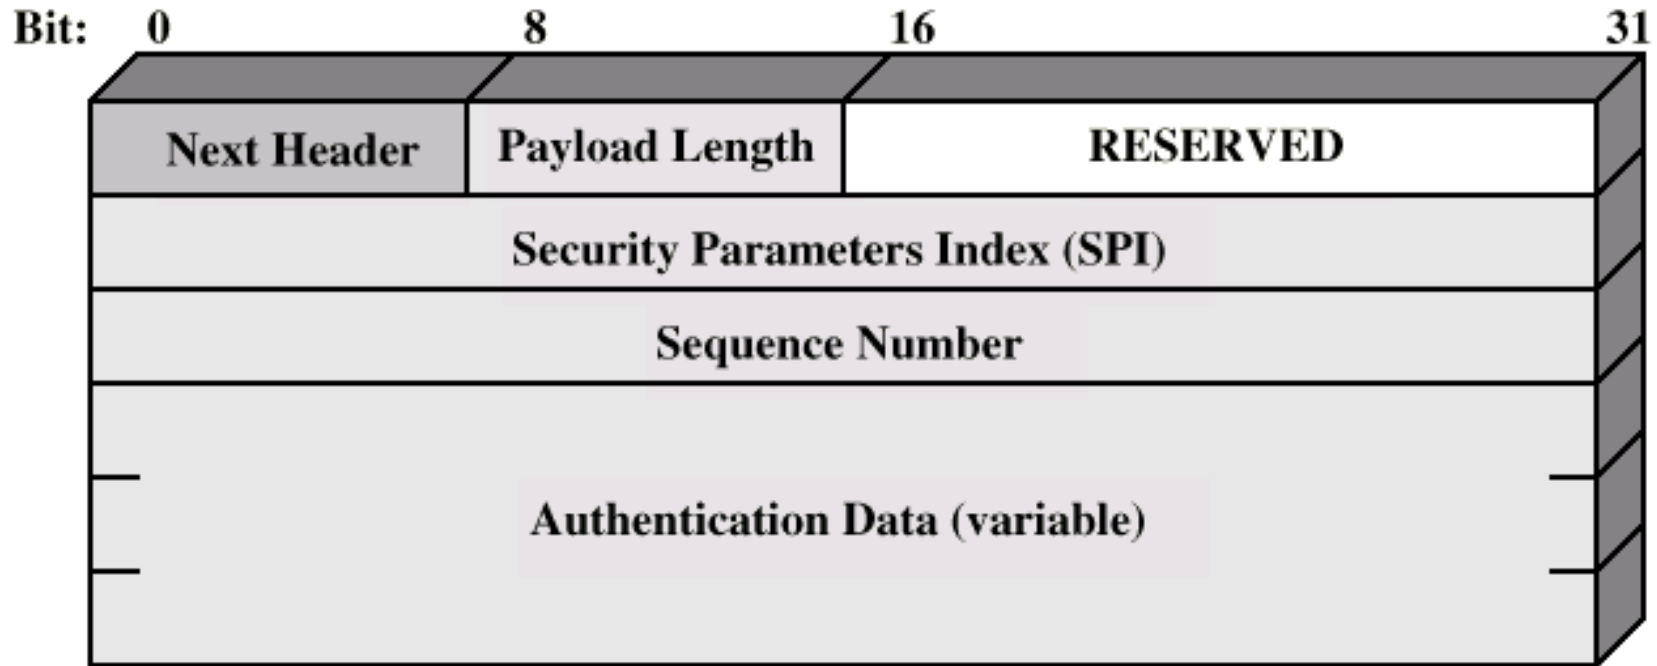 Bit: 0 8 16 31
Next Header Payload Length RESERVED
Security Parameters Index (SPI)
Sequence Number
Authentication Data (variable)